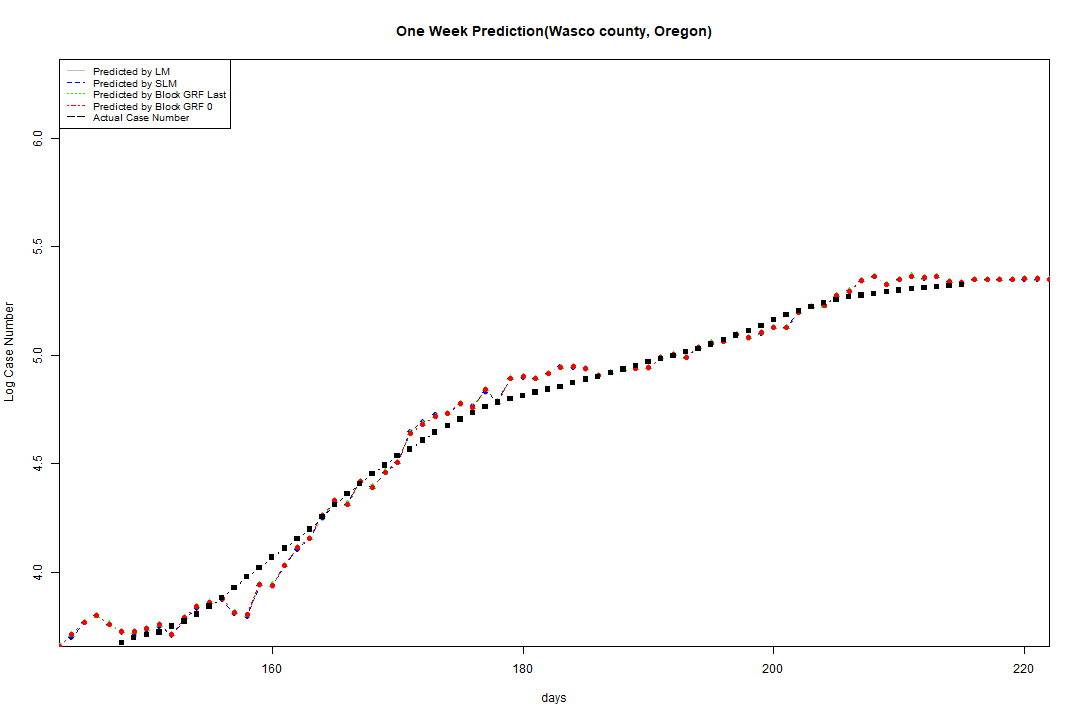 One Week Prediction(Wasco county, Oregon)
Predicted by LM
Predicted by SLM
Predicted by Block GRF Last
Predicted by Block GRF 0
Actual Case Number
6.0
5.5
5.0
4.5
4.0
Log Case Number
160 180 200 220
days